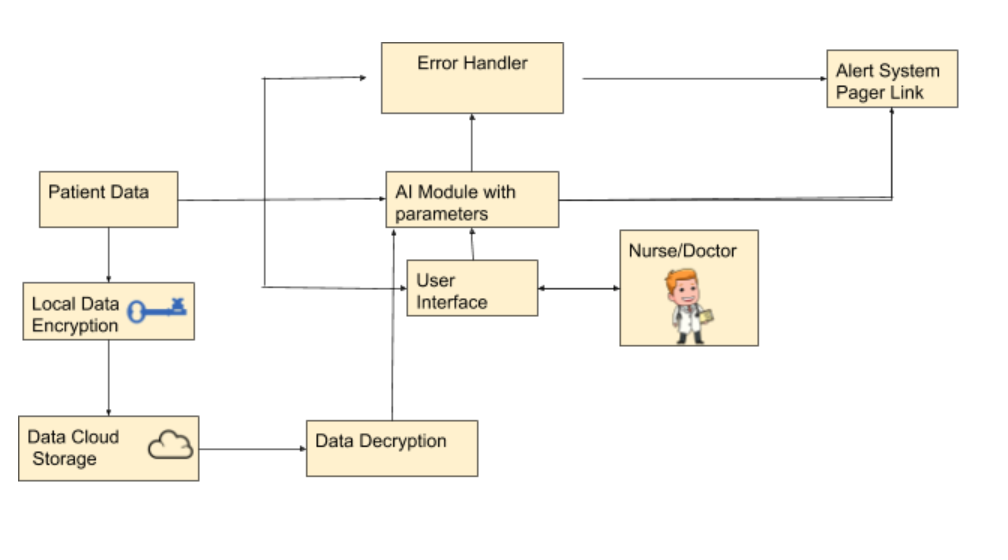 Error Handler
Alert System
Pager Link
Patient Data
AI Module with
parameters
Nurse/Doctor
User
Interface
Local Data
Encryption
Data Cloud
Storage
Data Decryption